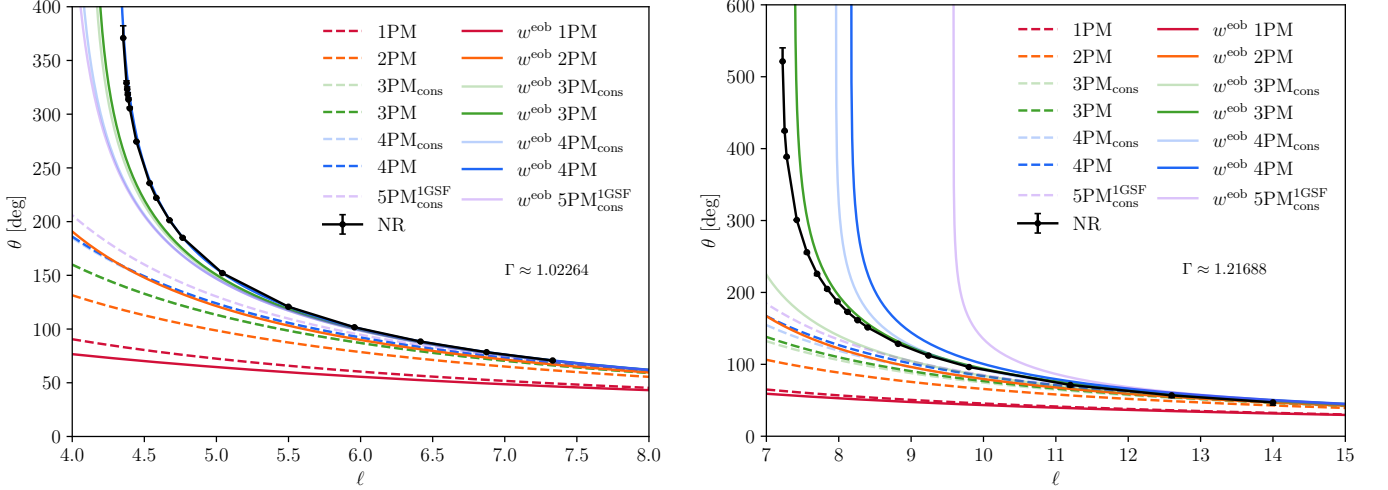 400
350
300
250
200
150
100
50
0
θ [deg]
4.0 4.5 5.0 5.5 6.0 6.5 7.0 7.5 8.0
ℓ
1PM
2PM
3PM_cons
3PM
4PM_cons
4PM
5PM^1GSF_cons
NR
w^eob 1PM
w^eob 2PM
w^eob 3PM_cons
w^eob 3PM
w^eob 4PM_cons
w^eob 4PM
w^eob 5PM^1GSF_cons
Γ ≈ 1.02264
600
500
400
300
200
100
0
θ [deg]
7 8 9 10 11 12 13 14 15
ℓ
1PM
2PM
3PM_cons
3PM
4PM_cons
4PM
5PM^1GSF_cons
NR
w^eob 1PM
w^eob 2PM
w^eob 3PM_cons
w^eob 3PM
w^eob 4PM_cons
w^eob 4PM
w^eob 5PM^1GSF_cons
Γ ≈ 1.21688